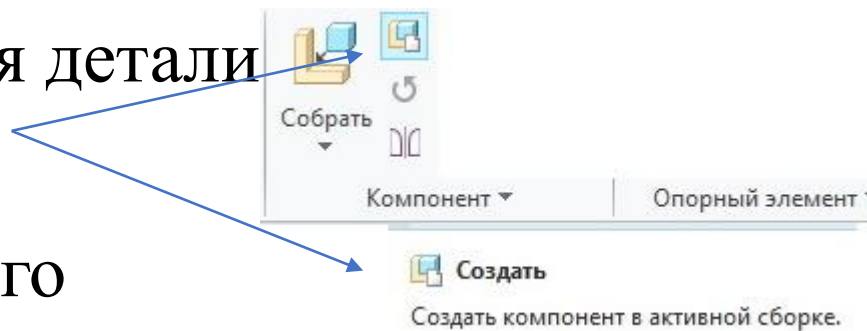 я детали
Собрать
Компонент
Опорный элемент
го
Создать
Создать компонент в активной сборке.